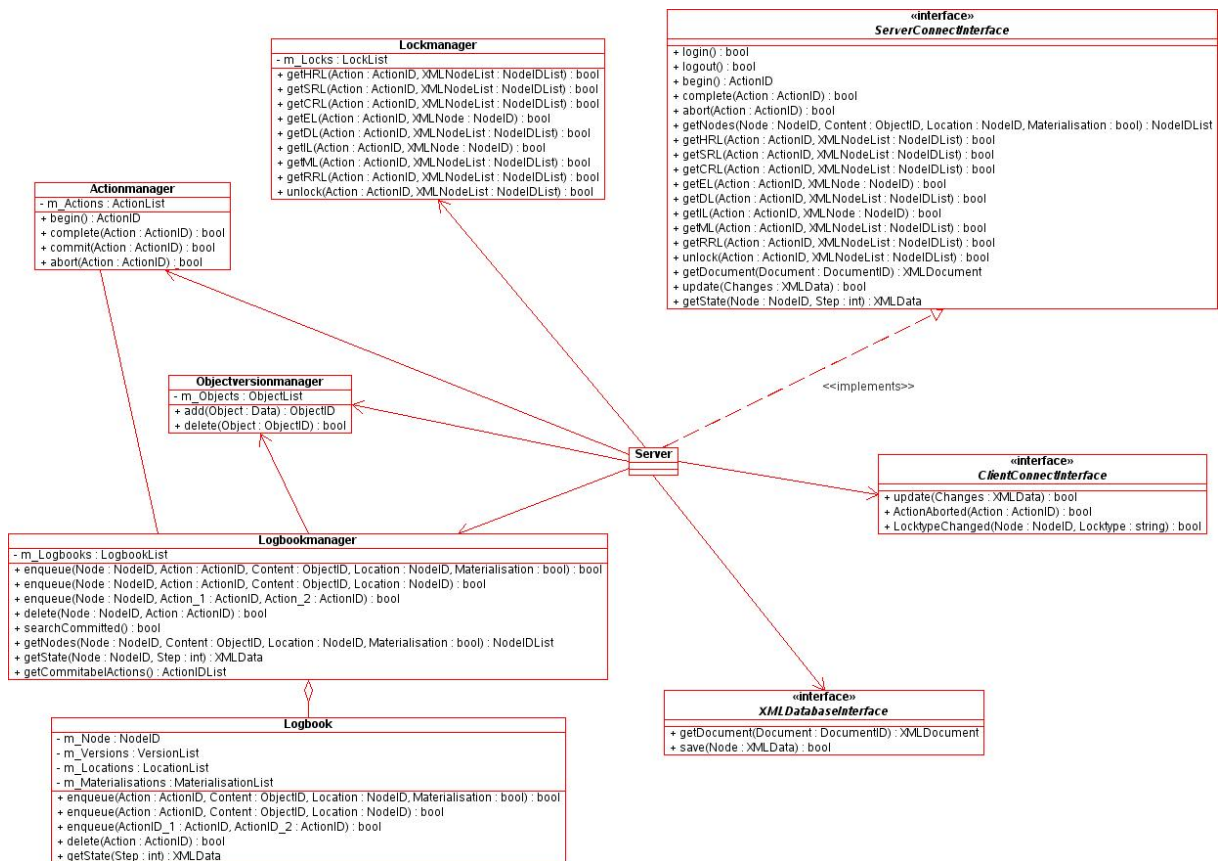 Lockmanager
- m_Locks : LockList
+ getHRL(Action : ActionID, XMLNodeList : NodeIDList) : bool
+ getSRL(Action : ActionID, XMLNodeList : NodeIDList) : bool
+ getCRL(Action : ActionID, XMLNodeList : NodeIDList) : bool
+ getEL(Action : ActionID, XMLNode : NodeID) : bool
+ getDL(Action : ActionID, XMLNodeList : NodeIDList) : bool
+ getIL(Action : ActionID, XMLNode : NodeID) : bool
+ getML(Action : ActionID, XMLNodeList : NodeIDList) : bool
+ getRRL(Action : ActionID, XMLNodeList : NodeIDList) : bool
+ unlock(Action : ActionID, XMLNodeList : NodeIDList) : bool
«interface»
ServerConnectInterface
+ login() : bool
+ logout() : bool
+ begin() : ActionID
+ complete(Action : ActionID) : bool
+ abort(Action : ActionID) : bool
+ getNodes(Node : NodeID, Content : ObjectID, Location : NodeID, Materialisation : bool) : NodeIDList
+ getHRL(Action : ActionID, XMLNodeList : NodeIDList) : bool
+ getSRL(Action : ActionID, XMLNodeList : NodeIDList) : bool
+ getCRL(Action : ActionID, XMLNodeList : NodeIDList) : bool
+ getEL(Action : ActionID, XMLNode : NodeID) : bool
+ getDL(Action : ActionID, XMLNodeList : NodeIDList) : bool
+ getIL(Action : ActionID, XMLNode : NodeID) : bool
+ getML(Action : ActionID, XMLNodeList : NodeIDList) : bool
+ getRRL(Action : ActionID, XMLNodeList : NodeIDList) : bool
+ unlock(Action : ActionID, XMLNodeList : NodeIDList) : bool
+ getDocument(Document : DocumentID) : XMLDocument
+ update(Changes : XMLData) : bool
+ getState(Node : NodeID, Step : int) : XMLData
Actionmanager
- m_Actions : ActionList
+ begin() : ActionID
+ complete(Action : ActionID) : bool
+ commit(Action : ActionID) : bool
+ abort(Action : ActionID) : bool
Objectversionmanager
- m_Objects : ObjectList
+ add(Object : Data) : ObjectID
+ delete(Object : ObjectID) : bool
<<implements>>
Server
«interface»
ClientConnectInterface
+ update(Changes : XMLData) : bool
+ ActionAborted(Action : ActionID) : bool
+ LocktypeChanged(Node : NodeID, Locktype : string) : bool
Logbookmanager
- m_Logbooks : LogbookList
+ enqueue(Node : NodeID, Action : ActionID, Content : ObjectID, Location : NodeID, Materialisation : bool) : bool
+ enqueue(Node : NodeID, Action : ActionID, Content : ObjectID, Location : NodeID) : bool
+ enqueue(Node : NodeID, Action_1 : ActionID, Action_2 : ActionID) : bool
+ delete(Node : NodeID, Action : ActionID) : bool
+ searchCommitted() : bool
+ getNodes(Node : NodeID, Content : ObjectID, Location : NodeID, Materialisation : bool) : NodeIDList
+ getState(Node : NodeID, Step : int) : XMLData
+ getCommitabelActions() : ActionIDList
«interface»
XMLDatabaseInterface
+ getDocument(Document : DocumentID) : XMLDocument
+ save(Node : XMLData) : bool
Logbook
- m_Node : NodeID
- m_Versions : VersionList
- m_Locations : LocationList
- m_Materialisations : MaterialisationList
+ enqueue(Action : ActionID, Content : ObjectID, Location : NodeID, Materialisation : bool) : bool
+ enqueue(Action : ActionID, Content : ObjectID, Location : NodeID) : bool
+ enqueue(ActionID_1 : ActionID, ActionID_2 : ActionID) : bool
+ delete(Action : ActionID) : bool
+ getState(Step : int) : XMLData